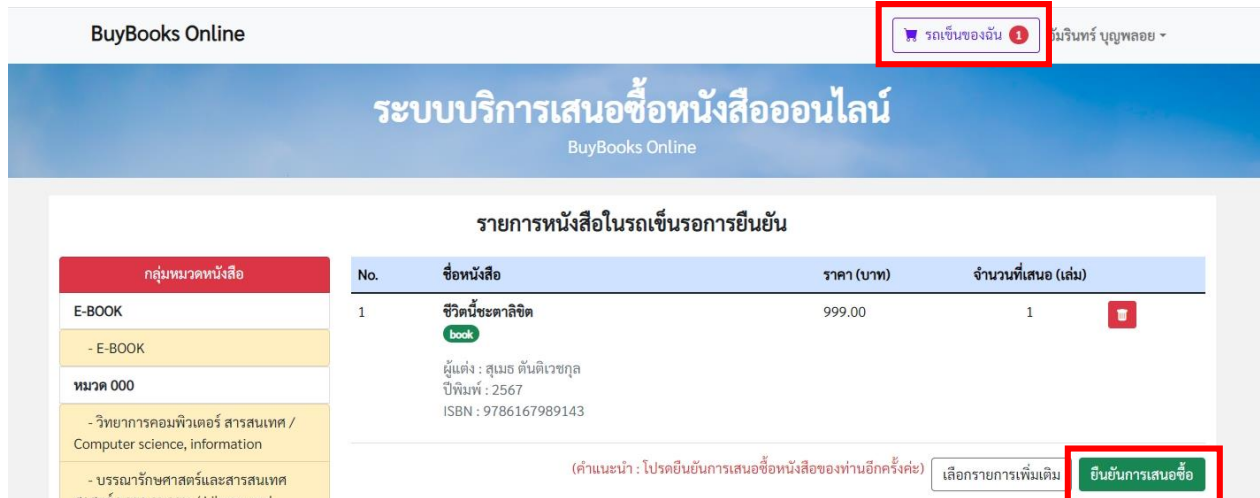 BuyBooks Online
รถเข็นของฉัน 1
อัมรินทร์ บุญพลอย
ระบบบริการเสนอซื้อหนังสือออนไลน์
BuyBooks Online
รายการหนังสือในรถเข็นรอการยืนยัน
กลุ่มหมวดหนังสือ
E-BOOK
- E-BOOK
หมวด 000
- วิทยาการคอมพิวเตอร์ สารสนเทศ /
Computer science, information
- บรรณารักษศาสตร์และสารสนเทศ
No. ชื่อหนังสือ ราคา (บาท) จำนวนที่เสนอ (เล่ม)
1 ชีวิตนี้ชะตาลิขิต 999.00 1
book
ผู้แต่ง : สุเมธ ตันติเวชกุล
ปีพิมพ์ : 2567
ISBN : 9786167989143
(คำแนะนำ : โปรดยืนยันการเสนอซื้อหนังสือของท่านอีกครั้งค่ะ) เลือกรายการเพิ่มเติม ยืนยันการเสนอซื้อ